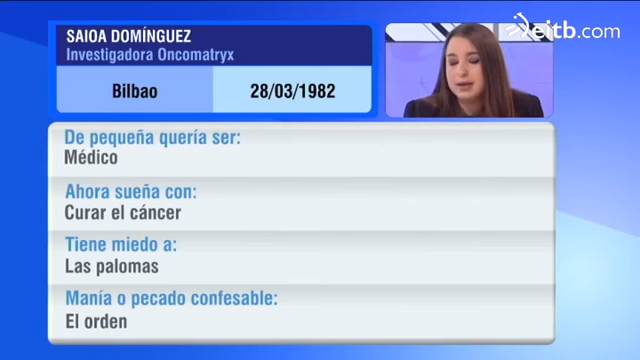 SAIOA DOMÍNGUEZ
Investigadora Oncomatryx
Bilbao
28/03/1982
eitb.com
De pequeña quería ser:
Médico
Ahora sueña con:
Curar el cáncer
Tiene miedo a:
Las palomas
Manía o pecado confesable:
El orden